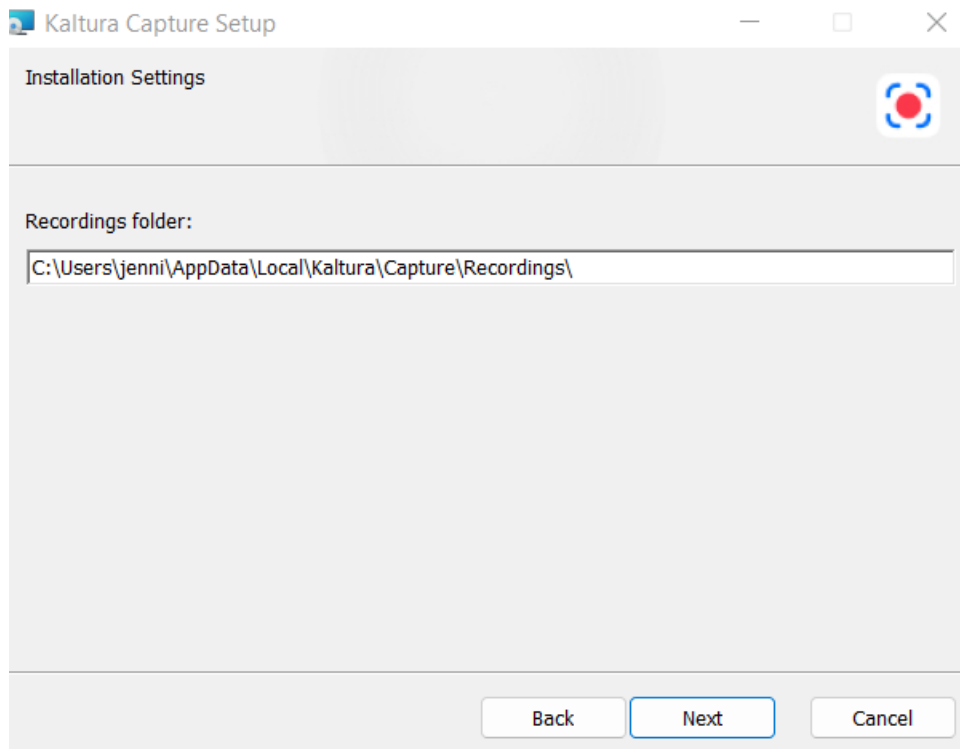 Kaltura Capture Setup
Installation Settings
Recordings folder:
C:\Users\jenni\AppData\Local\Kaltura\Capture\Recordings\
Back Next Cancel